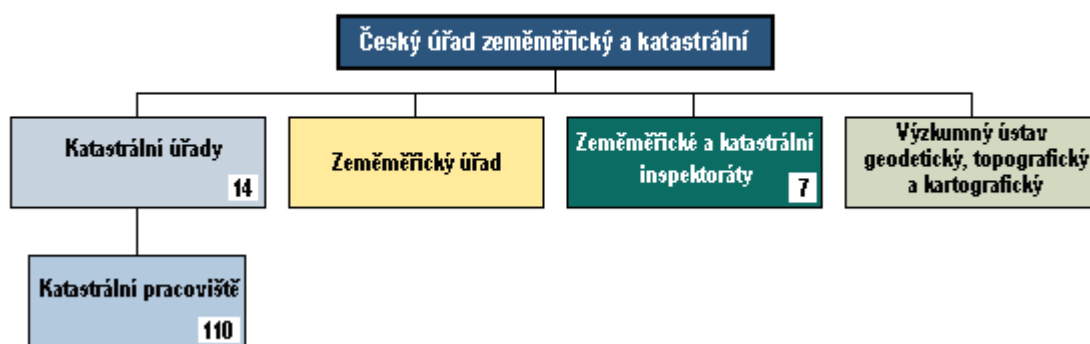 Český úřad zeměměřický a katastrální
Katastrální úřady
14
Zeměměřický úřad
Zeměměřické a katastrální
inspektoráty
7
Výzkumný ústav
geodetický, topografický
a kartografický
Katastrální pracoviště
110